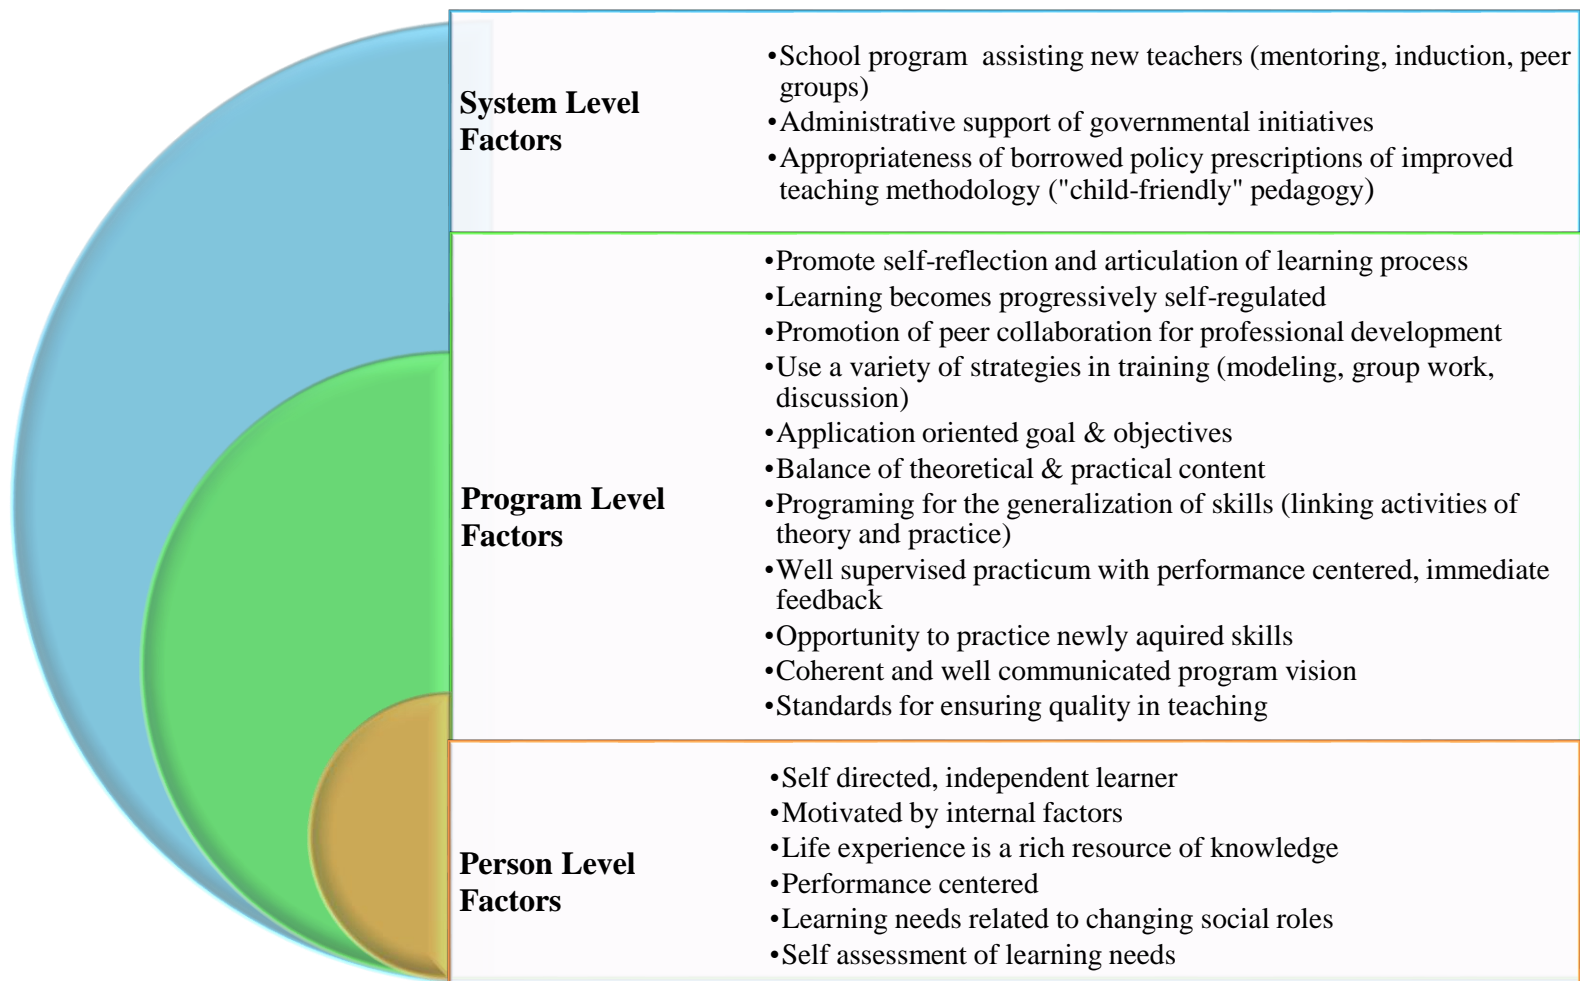 System Level
Factors
•School program  assisting new teachers (mentoring, induction, peer
groups)
•Administrative support of governmental initiatives
•Appropriateness of borrowed policy prescriptions of improved
teaching methodology ("child-friendly" pedagogy)
Program Level
Factors
•Promote self-reflection and articulation of learning process
•Learning becomes progressively self-regulated
•Promotion of peer collaboration for professional development
•Use a variety of strategies in training (modeling, group work,
discussion)
•Application oriented goal & objectives
•Balance of theoretical & practical content
•Programing for the generalization of skills (linking activities of
theory and practice)
•Well supervised practicum with performance centered, immediate
feedback
•Opportunity to practice newly aquired skills
•Coherent and well communicated program vision
•Standards for ensuring quality in teaching
Person Level
Factors
•Self directed, independent learner
•Motivated by internal factors
•Life experience is a rich resource of knowledge
•Performance centered
•Learning needs related to changing social roles
•Self assessment of learning needs